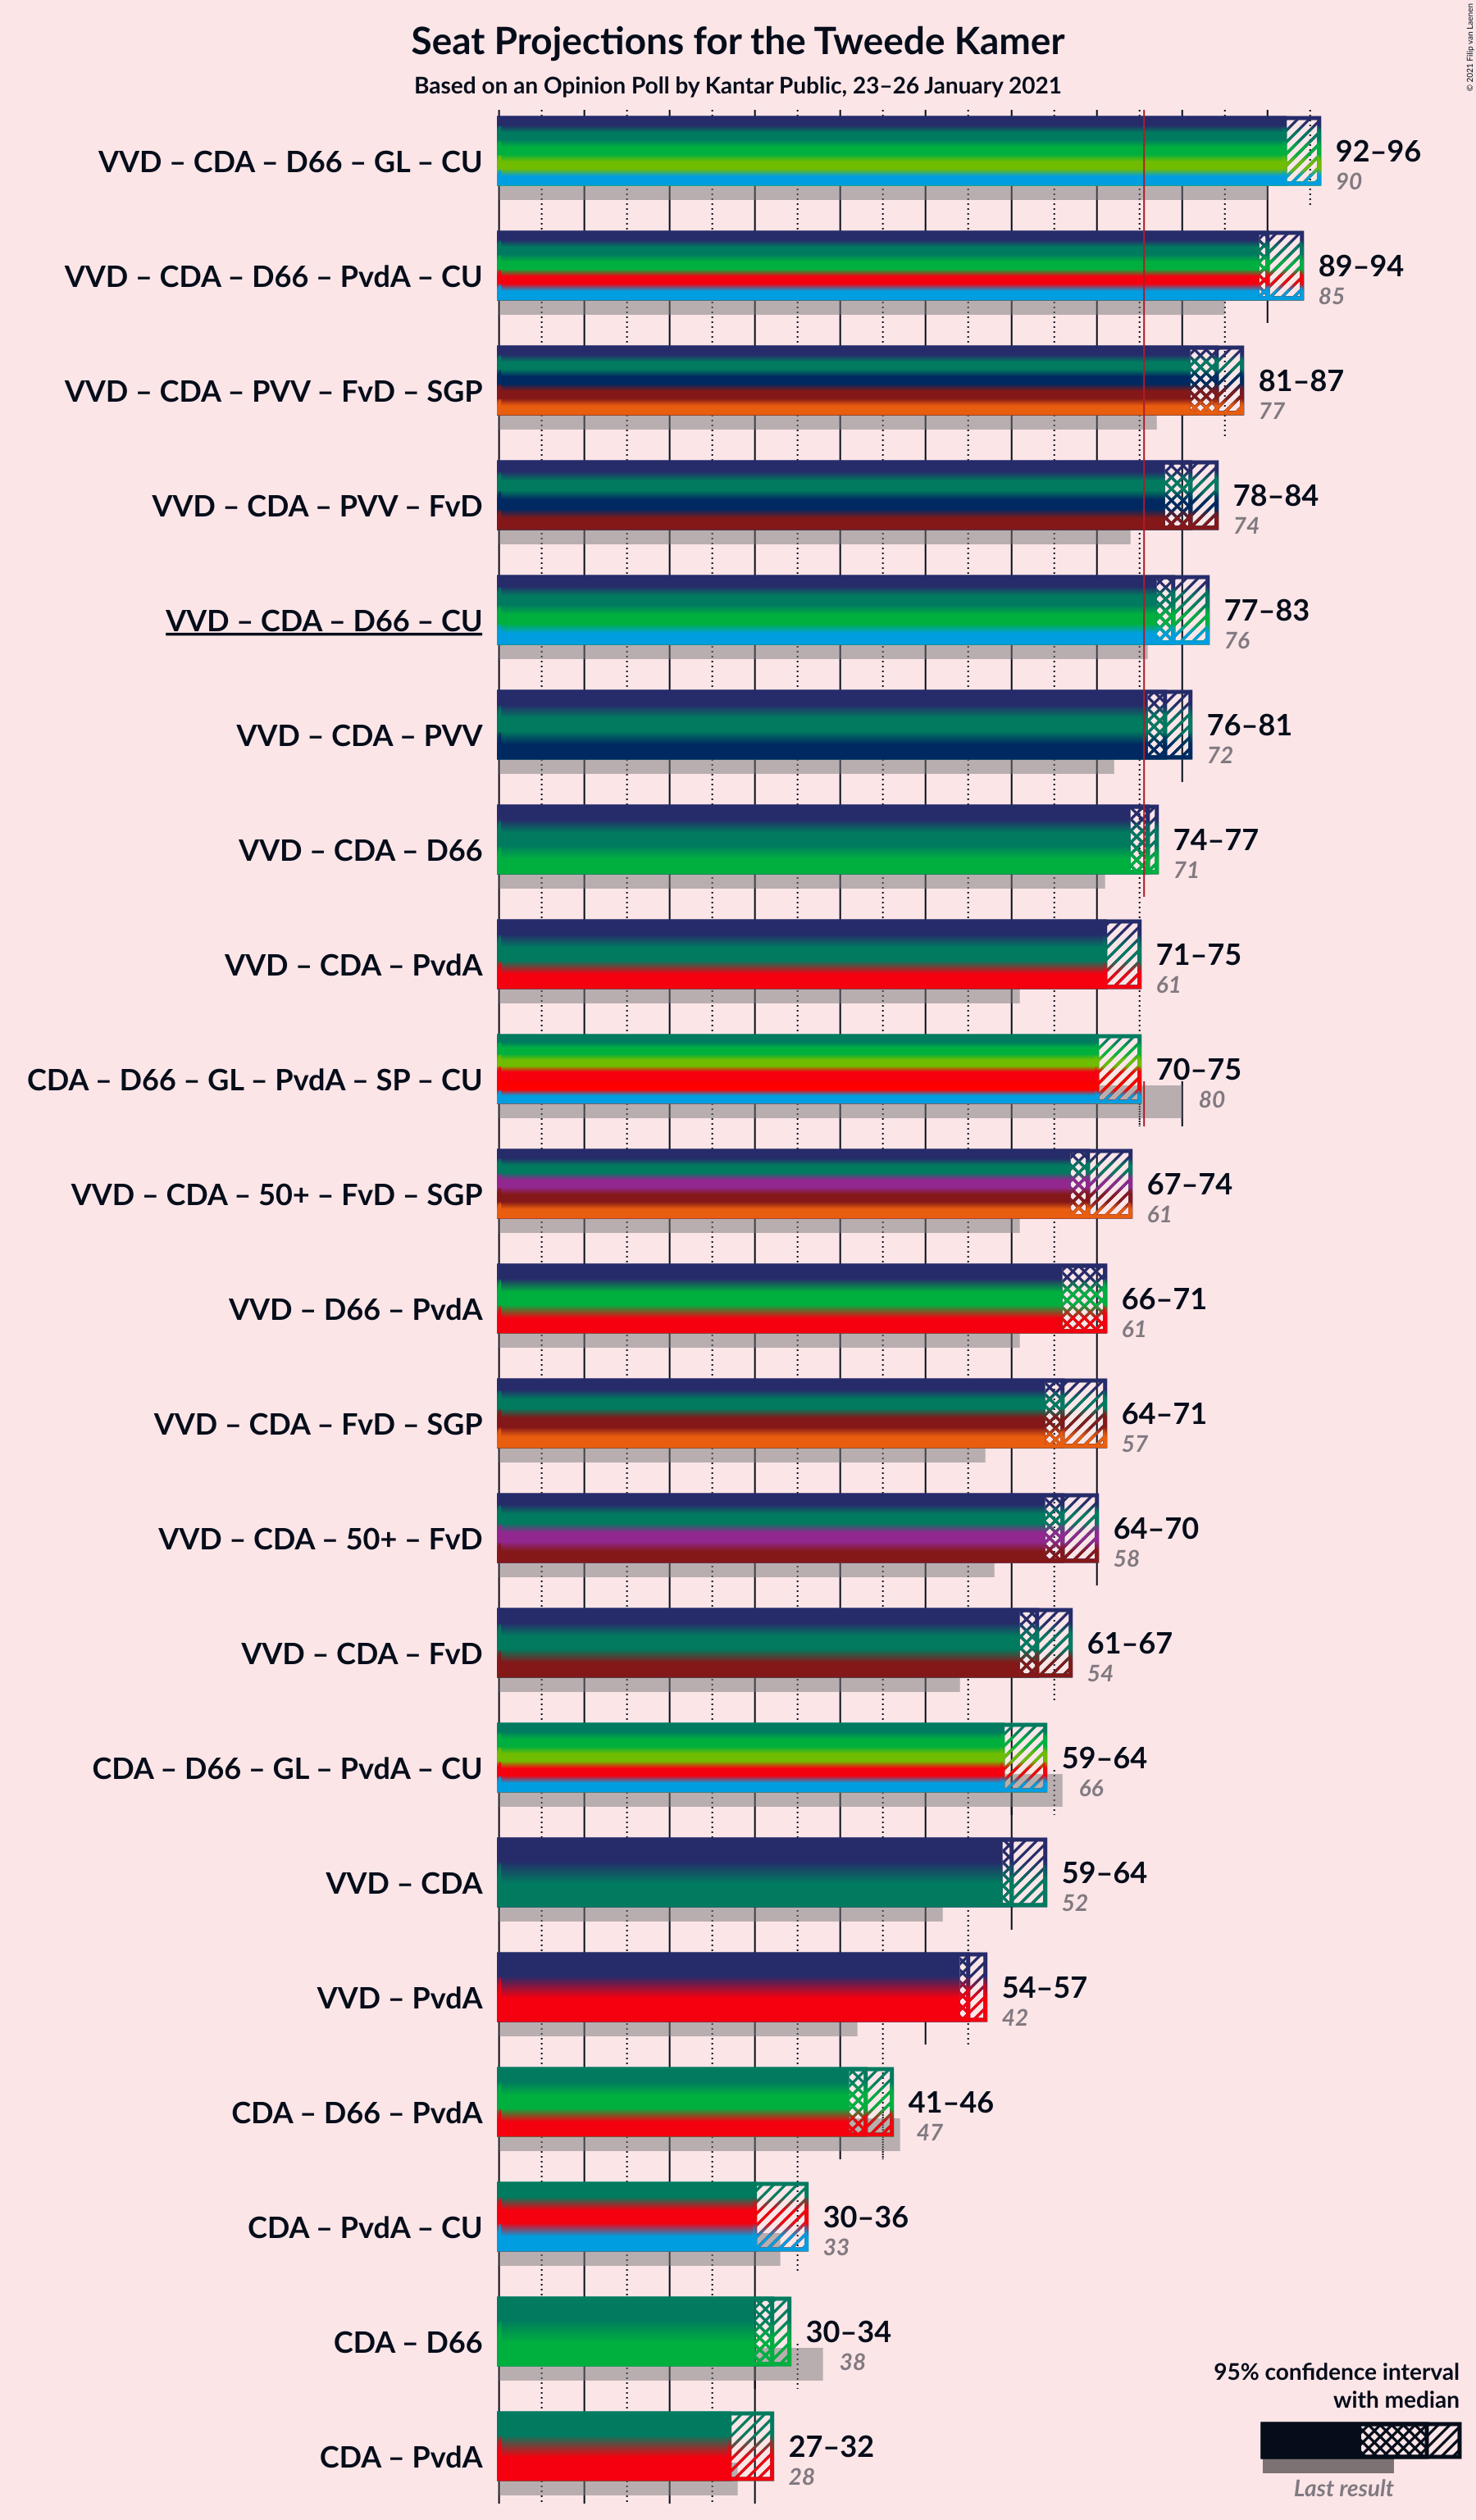 Seat Projections for the Tweede Kamer
Based on an Opinion Poll by Kantar Public, 23–26 January 2021
© 2021 Filip van Laenen
VVD – CDA – D66 – GL – CU
92–96
90
VVD – CDA – D66 – PvdA – CU
89–94
85
VVD – CDA – PVV – FvD – SGP
81–87
77
VVD – CDA – PVV – FvD
78–84
74
VVD – CDA – D66 – CU
77–83
76
VVD – CDA – PVV
76–81
72
VVD – CDA – D66
74–77
71
VVD – CDA – PvdA
71–75
61
CDA – D66 – GL – PvdA – SP – CU
70–75
80
VVD – CDA – 50+ – FvD – SGP
67–74
61
VVD – D66 – PvdA
66–71
61
VVD – CDA – FvD – SGP
64–71
57
VVD – CDA – 50+ – FvD
64–70
58
VVD – CDA – FvD
61–67
54
CDA – D66 – GL – PvdA – CU
59–64
66
VVD – CDA
59–64
52
VVD – PvdA
54–57
42
CDA – D66 – PvdA
41–46
47
CDA – PvdA – CU
30–36
33
CDA – D66
30–34
38
CDA – PvdA
27–32
28
95% confidence interval
with median
Last result